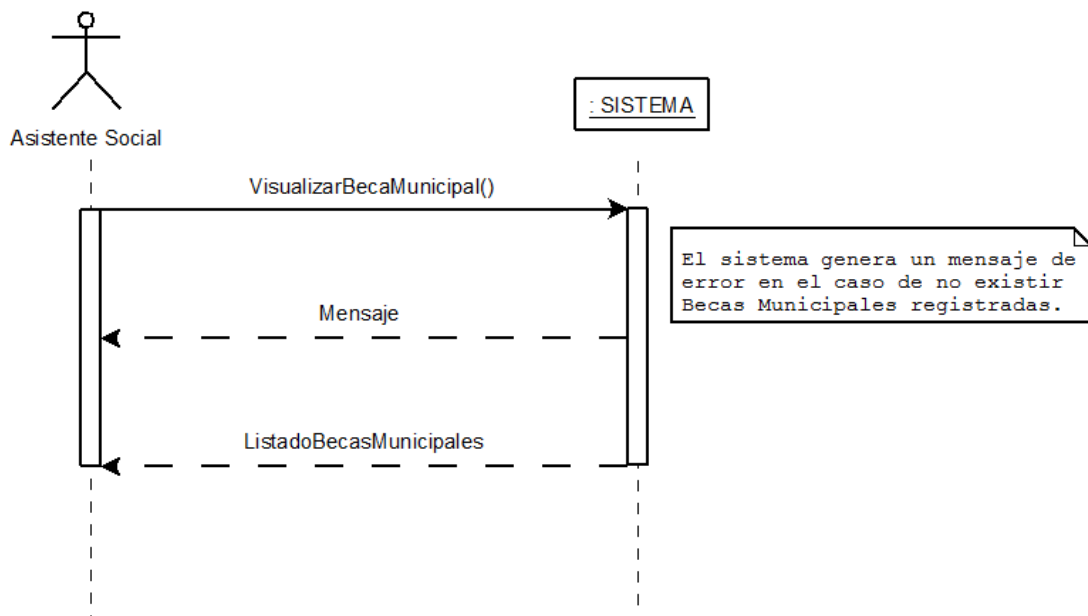 Asistente Social
: SISTEMA
VisualizarBecaMunicipal()
El sistema genera un mensaje de
error en el caso de no existir
Becas Municipales registradas.
Mensaje
ListadoBecasMunicipales